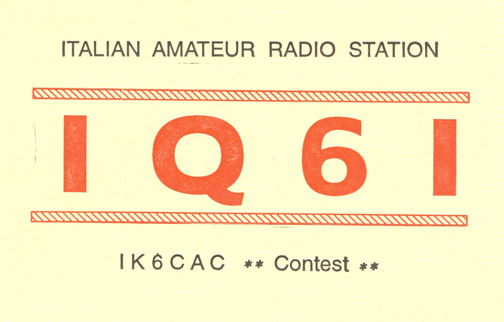 ITALIAN AMATEUR RADIO STATION
IQ6I
IK6CAC ** Contest **